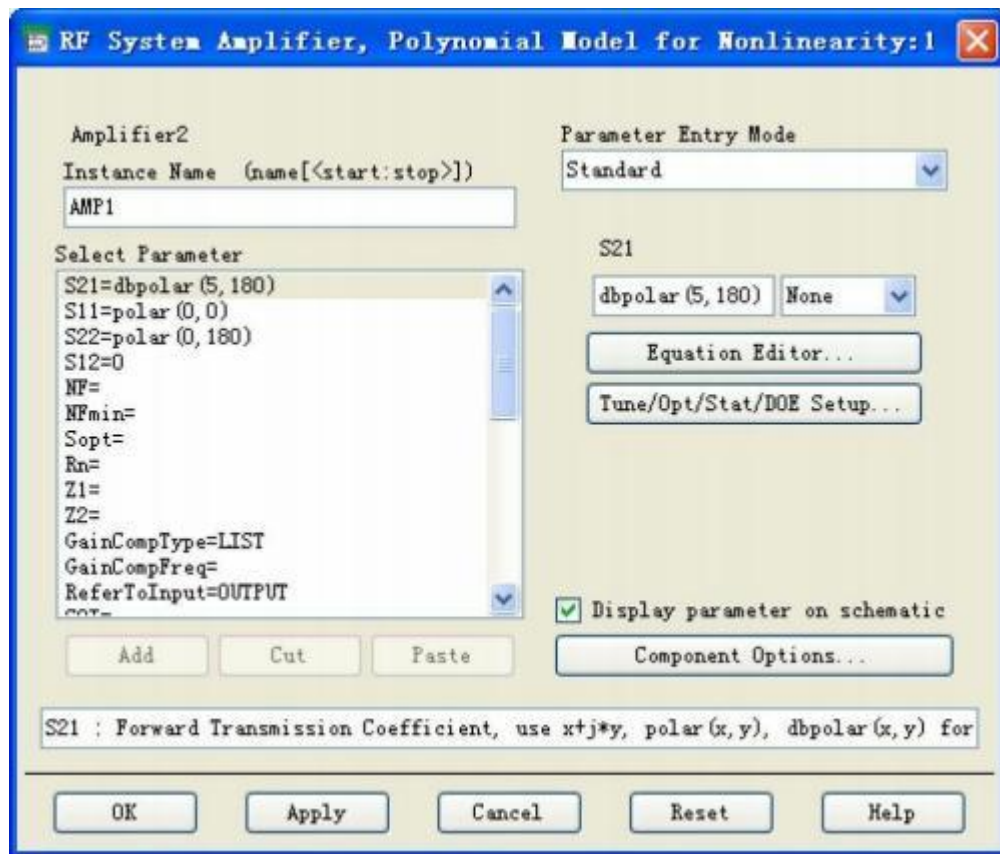 RF System Amplifier, Polynomial Model for Nonlinearity:1
Amplifier2
Instance Name (name[<start:stop>])
AMP1
Select Parameter
S21=dbpolar(5,180)
S11=polar(0,0)
S22=polar(0,180)
S12=0
NF=
NFmin=
Sopt=
Rn=
Z1=
Z2=
GainCompType=LIST
GainCompFreq=
ReferToInput=OUTPUT
Add Cut Paste
Parameter Entry Mode
Standard
S21
dbpolar(5,180) None
Equation Editor...
Tune/Opt/Stat/DOE Setup...
Display parameter on schematic
Component Options...
S21 : Forward Transmission Coefficient, use x+j*y, polar(x,y), dbpolar(x,y) for
OK Apply Cancel Reset Help